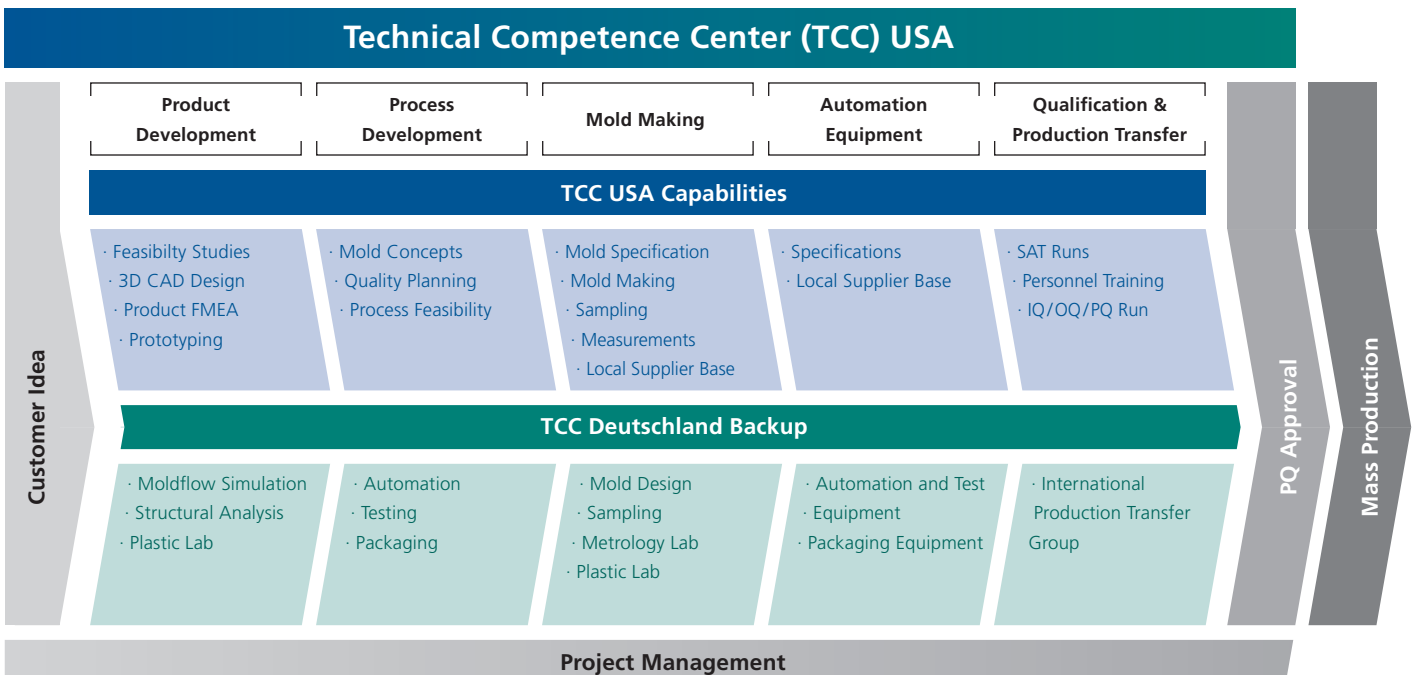 Technical Competence Center (TCC) USA
Customer Idea
Product
Development
Process
Development
Mold Making
Automation
Equipment
Qualification &
Production Transfer
TCC USA Capabilities
· Feasibilty Studies
· 3D CAD Design
· Product FMEA
· Prototyping
· Mold Concepts
· Quality Planning
· Process Feasibility
· Mold Specification
· Mold Making
· Sampling
· Measurements
· Local Supplier Base
· Specifications
· Local Supplier Base
· SAT Runs
· Personnel Training
· IQ/OQ/PQ Run
TCC Deutschland Backup
· Moldflow Simulation
· Structural Analysis
· Plastic Lab
· Automation
· Testing
· Packaging
· Mold Design
· Sampling
· Metrology Lab
· Plastic Lab
· Automation and Test
· Equipment
· Packaging Equipment
· International
Production Transfer
Group
PQ Approval
Mass Production
Project Management